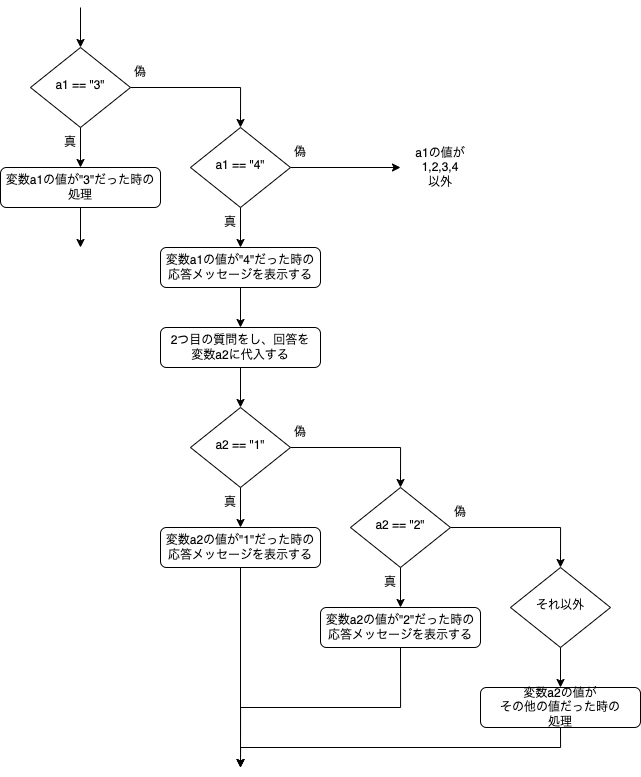 a1 == "3"
偽
真
変数a1の値が"3"だった時の
処理
a1 == "4"
偽
a1の値が
1,2,3,4
以外
真
変数a1の値が"4"だった時の
応答メッセージを表示する
2つ目の質問をし、回答を
変数a2に代入する
a2 == "1"
偽
真
変数a2の値が"1"だった時の
応答メッセージを表示する
a2 == "2"
偽
真
変数a2の値が"2"だった時の
応答メッセージを表示する
それ以外
変数a2の値が
その他の値だった時の
処理